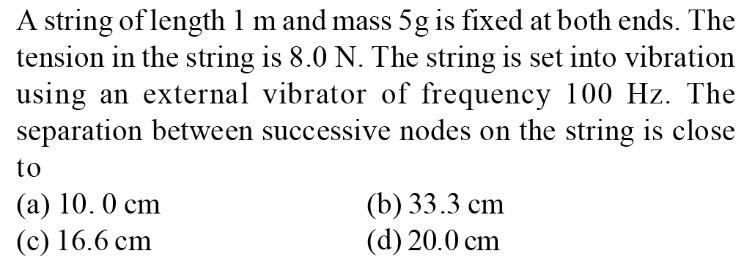 A string of length 1 m and mass 5g is fixed at both ends. The
tension in the string is 8.0 N. The string is set into vibration
using an external vibrator of frequency 100 Hz. The
separation between successive nodes on the string is close
to
(a) 10. 0 cm (b) 33.3 cm
(c) 16.6 cm (d) 20.0 cm